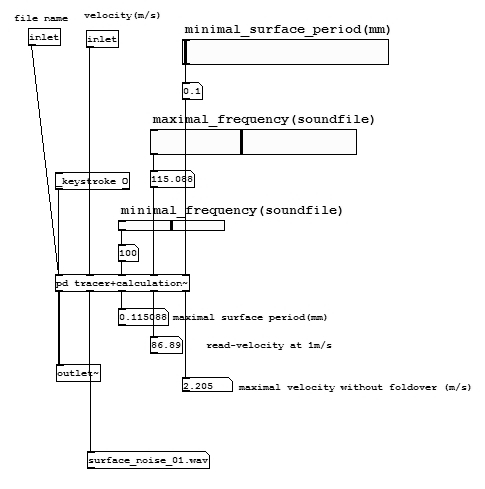 file name
velocity(m/s)
inlet
inlet
minimal_surface_period(mm)
0.1
maximal_frequency(soundfile)
_keystroke 0
115.088
minimal_frequency(soundfile)
100
pd tracer+calculation~
0.115088
maximal surface period(mm)
86.89
read-velocity at 1m/s
outlet~
2.205
maximal velocity without foldover (m/s)
surface_noise_01.wav